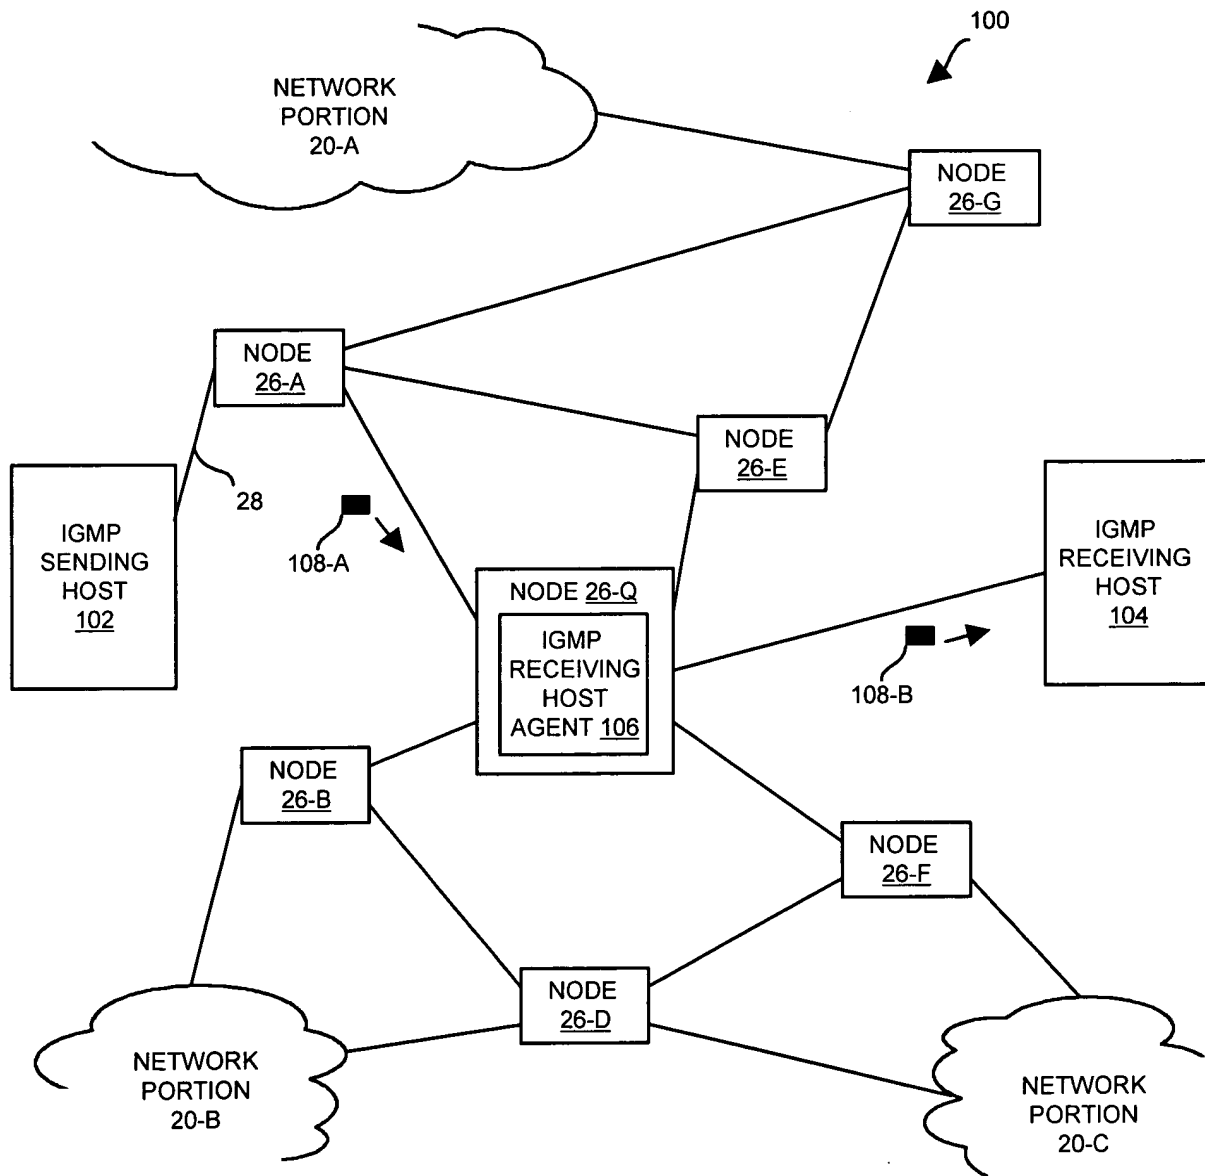 100
NETWORK
PORTION
20-A
NODE
26-G
NODE
26-A
NODE
26-E
28
108-A
IGMP
SENDING
HOST
102
IGMP
RECEIVING
HOST
104
NODE 26-Q
IGMP
RECEIVING
HOST
AGENT 106
108-B
NODE
26-B
NODE
26-F
NODE
26-D
NETWORK
PORTION
20-B
NETWORK
PORTION
20-C